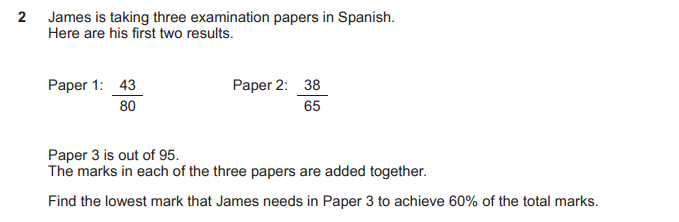 2 James is taking three examination papers in Spanish.
Here are his first two results.
Paper 1: 43/80 Paper 2: 38/65
Paper 3 is out of 95.
The marks in each of the three papers are added together.
Find the lowest mark that James needs in Paper 3 to achieve 60% of the total marks.